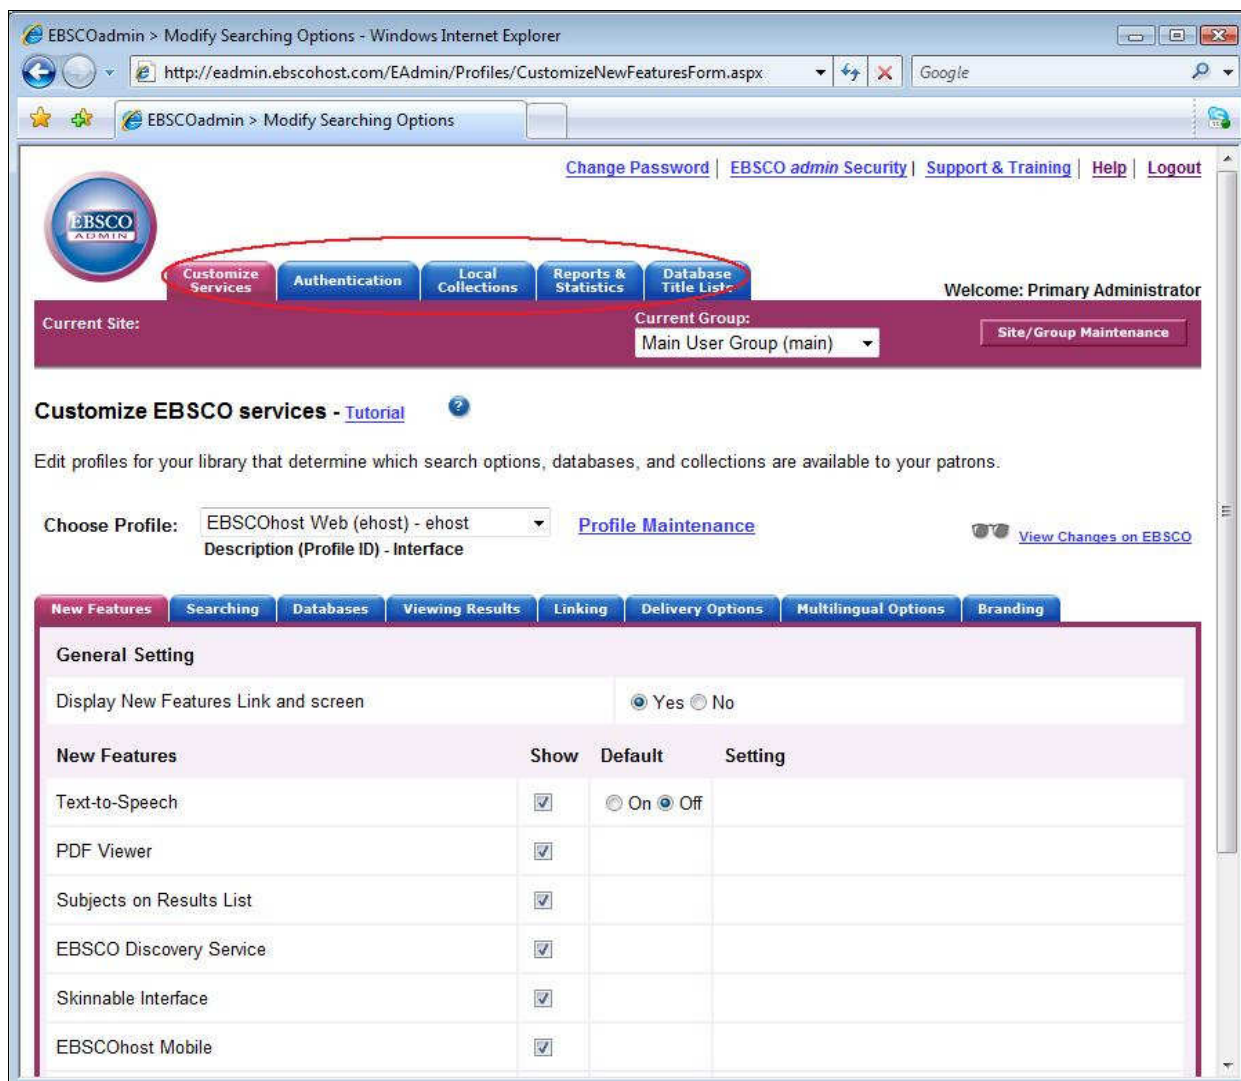 EBSCOadmin > Modify Searching Options - Windows Internet Explorer
http://eadmin.ebscohost.com/EAdmin/Profiles/CustomizeNewFeaturesForm.aspx Google
EBSCOadmin > Modify Searching Options
Change Password | EBSCO admin Security | Support & Training | Help | Logout
EBSCO
ADMIN
Customize Services Authentication Local Collections Reports & Statistics Database Title Lists
Welcome: Primary Administrator
Current Site: Current Group:
Main User Group (main) Site/Group Maintenance
Customize EBSCO services - Tutorial ?
Edit profiles for your library that determine which search options, databases, and collections are available to your patrons.
Choose Profile: EBSCOhost Web (ehost) - ehost Profile Maintenance View Changes on EBSCO
Description (Profile ID) - Interface
New Features Searching Databases Viewing Results Linking Delivery Options Multilingual Options Branding
General Setting
Display New Features Link and screen Yes No
New Features Show Default Setting
Text-to-Speech On Off
PDF Viewer
Subjects on Results List
EBSCO Discovery Service
Skinnable Interface
EBSCOhost Mobile